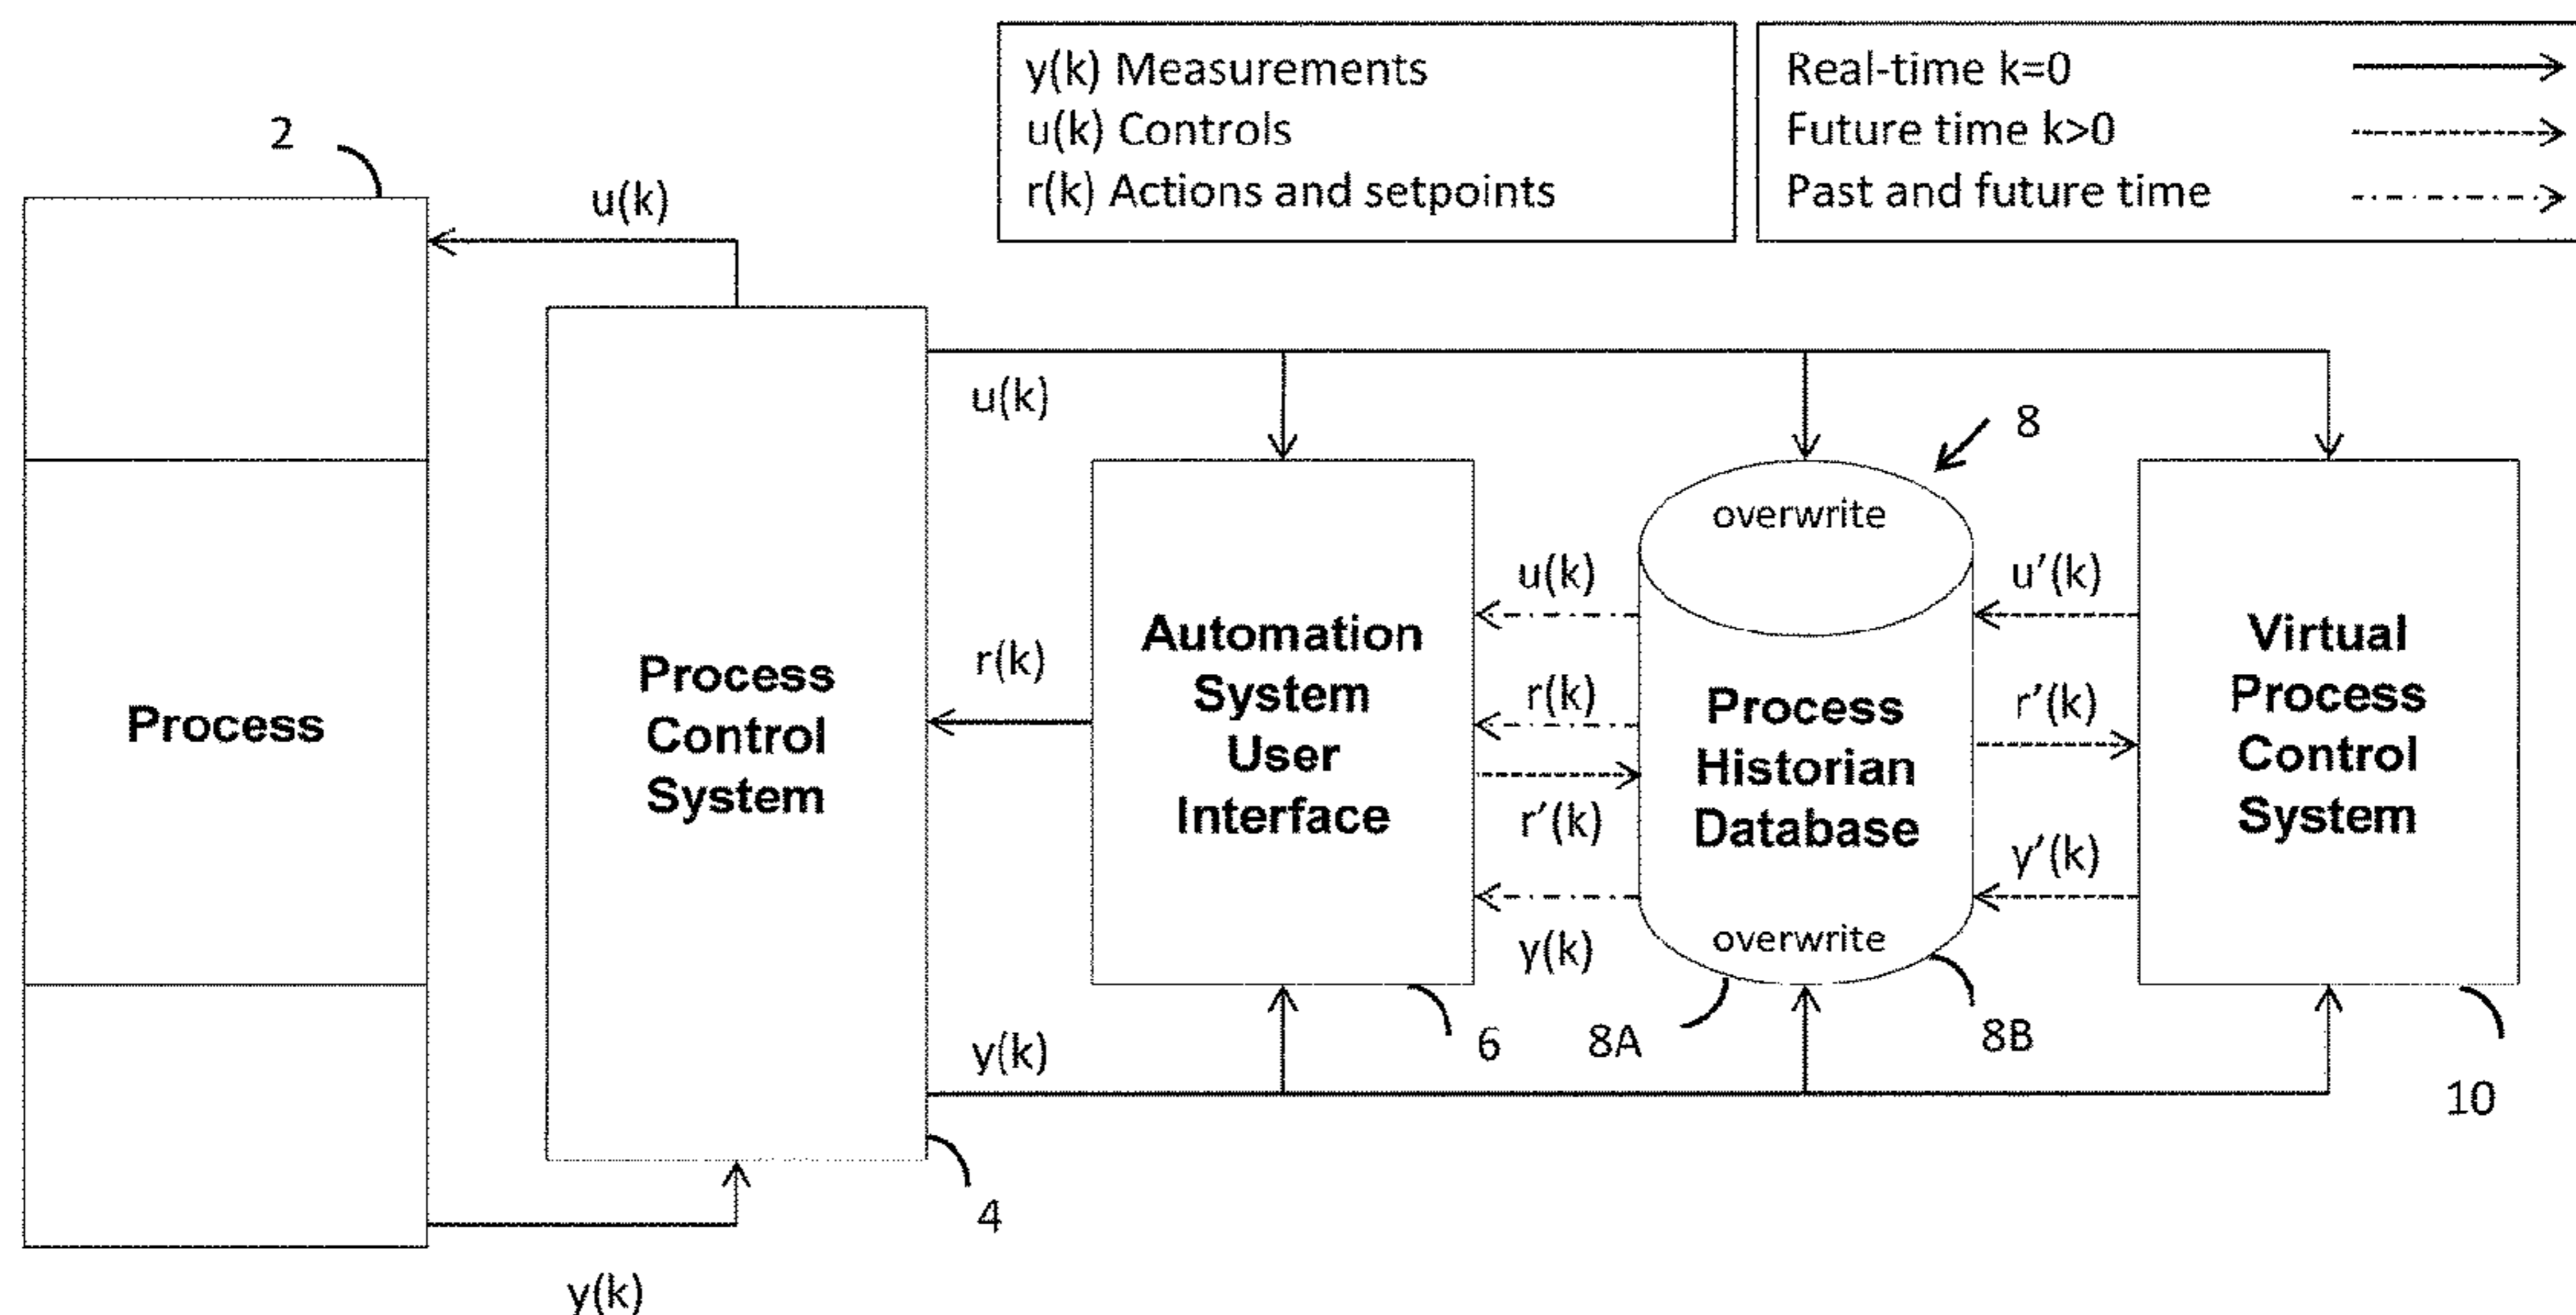 y(k) Measurements
u(k) Controls
r(k) Actions and setpoints
Real-time k=0
Future time k>0
Past and future time
2
u(k)
Process
y(k)
Process
Control
System
4
u(k)
r(k)
y(k)
Automation
System
User
Interface
6
u(k)
r(k)
r'(k)
y(k)
8
overwrite
Process
Historian
Database
overwrite
8A
8B
u'(k)
r'(k)
y'(k)
Virtual
Process
Control
System
10